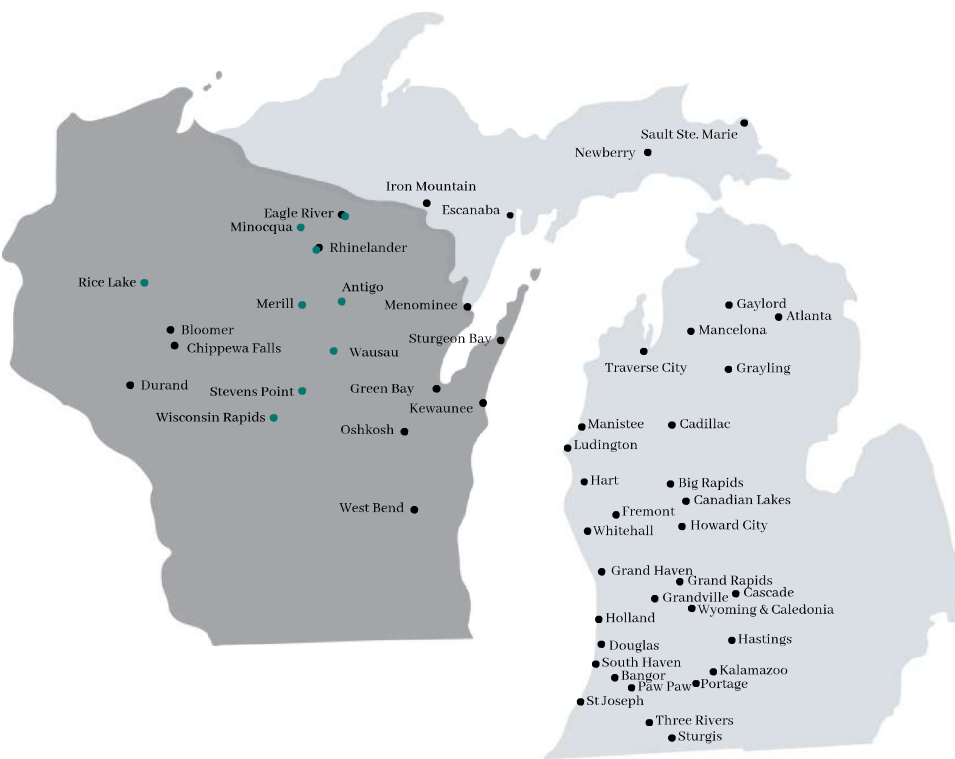 Sault Ste. Marie
Newberry
Iron Mountain
Escanaba
Eagle River
Minocqua
Rhinelander
Rice Lake
Antigo
Merill
Menominee
Gaylord
Atlanta
Bloomer
Mancelona
Sturgeon Bay
Chippewa Falls
Wausau
Traverse City
Grayling
Durand
Green Bay
Stevens Point
Kewaunee
Wisconsin Rapids
Manistee
Cadillac
Oshkosh
Ludington
Hart
Big Rapids
Canadian Lakes
West Bend
Fremont
Howard City
Whitehall
Grand Haven
Grand Rapids
Cascade
Grandville
Wyoming & Caledonia
Holland
Hastings
Douglas
South Haven
Kalamazoo
Bangor
Portage
Paw Paw
St Joseph
Three Rivers
Sturgis